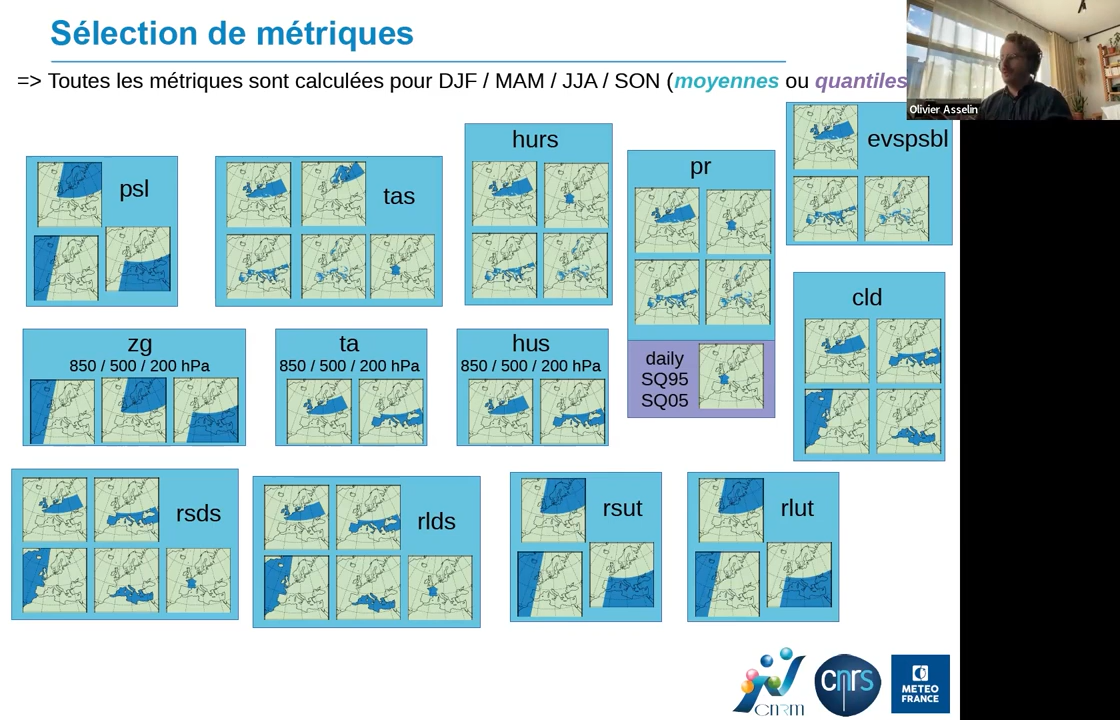 Sélection de métriques
=> Toutes les métriques sont calculées pour DJF / MAM / JJA / SON (moyennes ou quantiles
Olivier Asselin
psl
tas
hurs
pr
evspsbl
zg
850 / 500 / 200 hPa
ta
850 / 500 / 200 hPa
hus
850 / 500 / 200 hPa
daily
SQ95
SQ05
cld
rsds
rlds
rsut
rlut
CNRM
cnrs
METEO
FRANCE